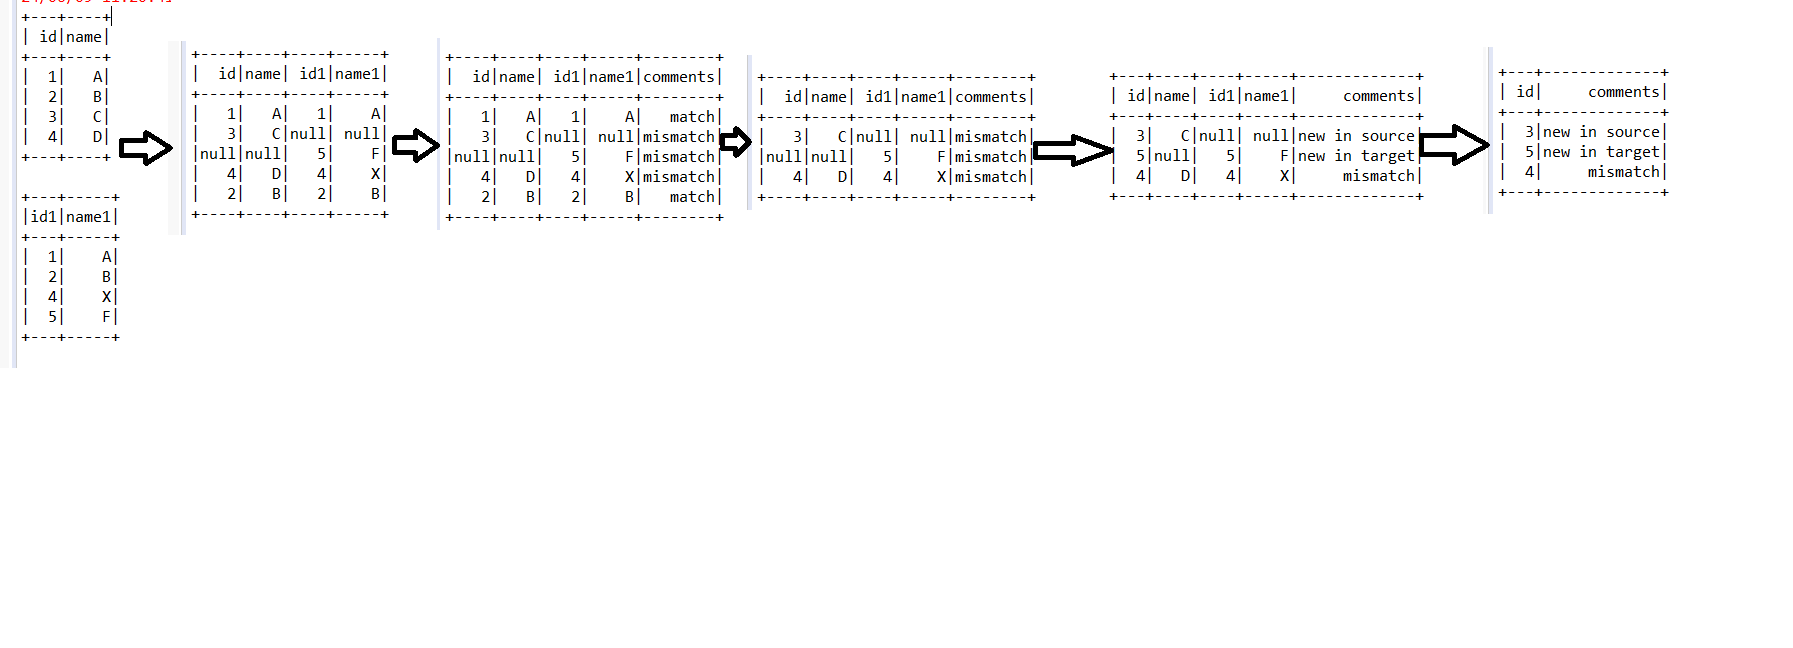 +---+----+
| id|name|
+---+----+
|  1|   A|
|  2|   B|
|  3|   C|
|  4|   D|
+---+----+
+---+-----+
|id1|name1|
+---+-----+
|  1|    A|
|  2|    B|
|  4|    X|
|  5|    F|
+---+-----+
+----+----+----+-----+
|  id|name| id1|name1|
+----+----+----+-----+
|   1|   A|   1|    A|
|   3|   C|null| null|
|null|null|   5|    F|
|   4|   D|   4|    X|
|   2|   B|   2|    B|
+----+----+----+-----+
+----+----+----+-----+--------+
|  id|name| id1|name1|comments|
+----+----+----+-----+--------+
|   1|   A|   1|    A|   match|
|   3|   C|null| null|mismatch|
|null|null|   5|    F|mismatch|
|   4|   D|   4|    X|mismatch|
|   2|   B|   2|    B|   match|
+----+----+----+-----+--------+
+----+----+----+-----+--------+
|  id|name| id1|name1|comments|
+----+----+----+-----+--------+
|   3|   C|null| null|mismatch|
|null|null|   5|    F|mismatch|
|   4|   D|   4|    X|mismatch|
+----+----+----+-----+--------+
+---+----+----+-----+-------------+
| id|name| id1|name1|     comments|
+---+----+----+-----+-------------+
|  3|   C|null| null|new in source|
|  5|null|   5|    F|new in target|
|  4|   D|   4|    X|     mismatch|
+---+----+----+-----+-------------+
+---+-------------+
| id|     comments|
+---+-------------+
|  3|new in source|
|  5|new in target|
|  4|     mismatch|
+---+-------------+